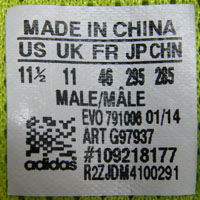 MADE IN CHINA
US UK FR JP CHN
11½ 11 46 295 285
MALE/MÂLE
EVO 791006 01/14
ART G97937
#109218177
R2ZJDM4100291
adidas